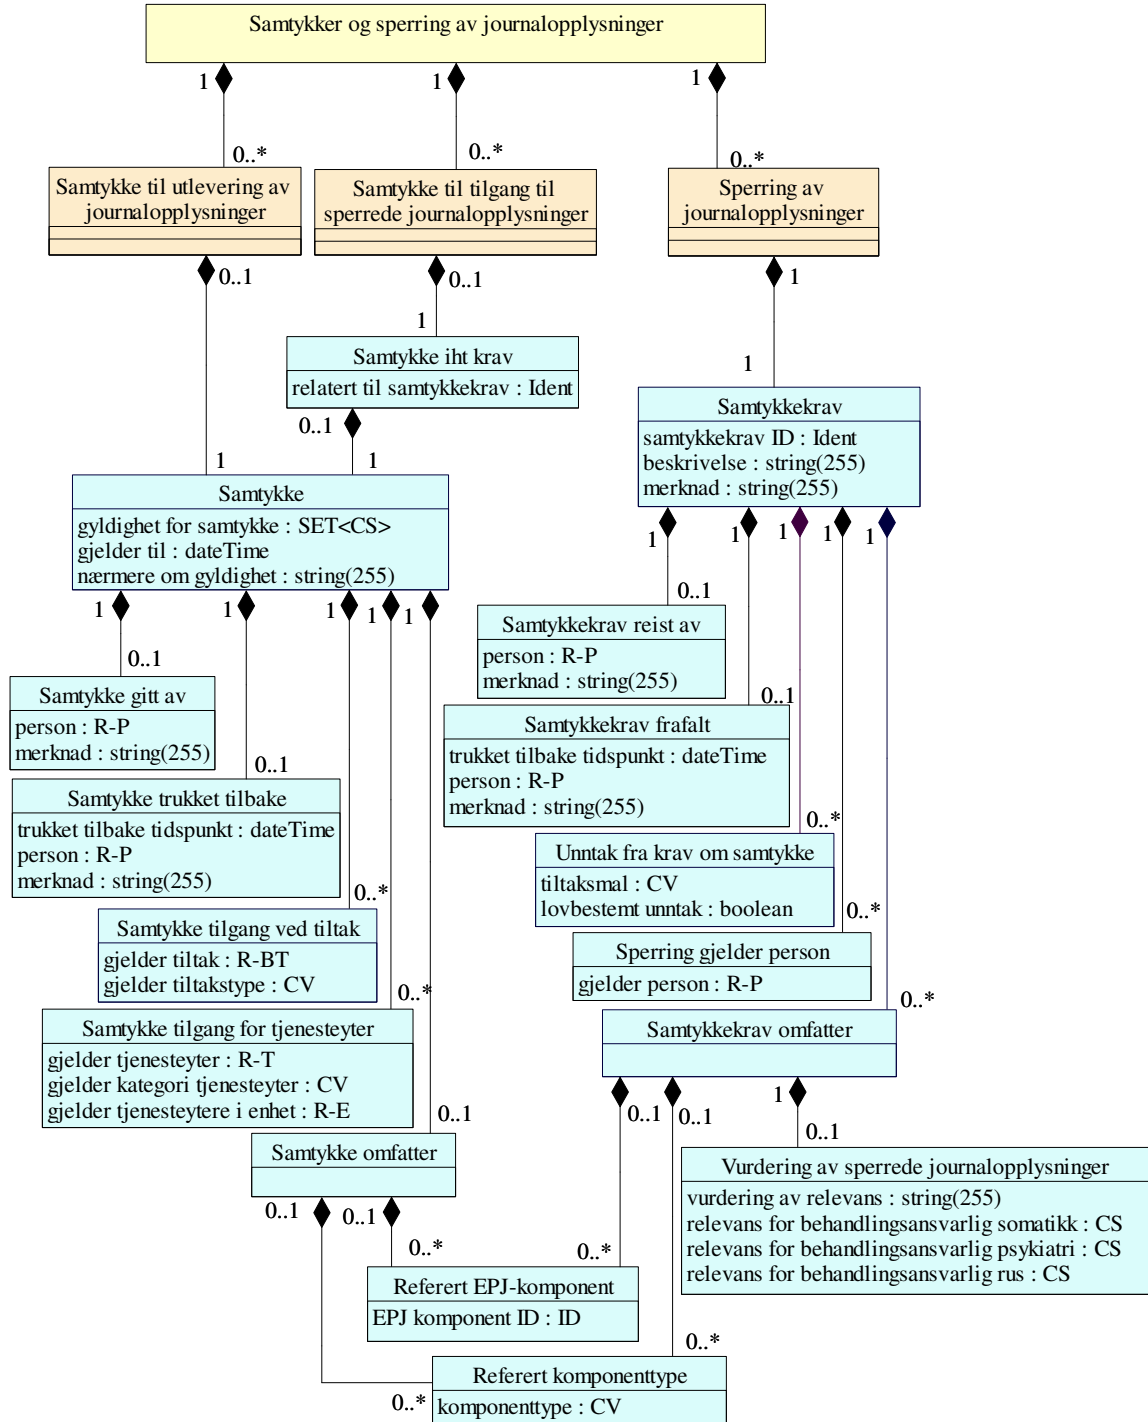 Samtykker og sperring av journalopplysninger
1
1
1
0..*
0..*
0..*
Samtykke til utlevering av
journalopplysninger
Samtykke til tilgang til
sperrede journalopplysninger
Sperring av
journalopplysninger
0..1
0..1
1
1
Samtykke iht krav
relatert til samtykkekrav : Ident
0..1
1
1
1
Samtykkekrav
samtykkekrav ID : Ident
beskrivelse : string(255)
merknad : string(255)
Samtykke
gyldighet for samtykke : SET<CS>
gjelder til : dateTime
nærmere om gyldighet : string(255)
1
1
1
1
1
1
1
1
1
1
0..1
Samtykkekrav reist av
person : R-P
merknad : string(255)
0..1
Samtykke gitt av
person : R-P
merknad : string(255)
0..1
Samtykkekrav frafalt
trukket tilbake tidspunkt : dateTime
person : R-P
merknad : string(255)
0..1
Samtykke trukket tilbake
trukket tilbake tidspunkt : dateTime
person : R-P
merknad : string(255)
0..*
Unntak fra krav om samtykke
tiltaksmal : CV
lovbestemt unntak : boolean
0..*
Samtykke tilgang ved tiltak
gjelder tiltak : R-BT
gjelder tiltakstype : CV
0..*
Sperring gjelder person
gjelder person : R-P
0..*
Samtykke tilgang for tjenesteyter
gjelder tjenesteyter : R-T
gjelder kategori tjenesteyter : CV
gjelder tjenesteytere i enhet : R-E
0..*
Samtykkekrav omfatter
0..1
0..1
1
0..1
Samtykke omfatter
0..1
Vurdering av sperrede journalopplysninger
vurdering av relevans : string(255)
relevans for behandlingsansvarlig somatikk : CS
relevans for behandlingsansvarlig psykiatri : CS
relevans for behandlingsansvarlig rus : CS
0..1
0..1
0..*
0..*
Referert EPJ-komponent
EPJ komponent ID : ID
0..*
0..*
Referert komponenttype
komponenttype : CV